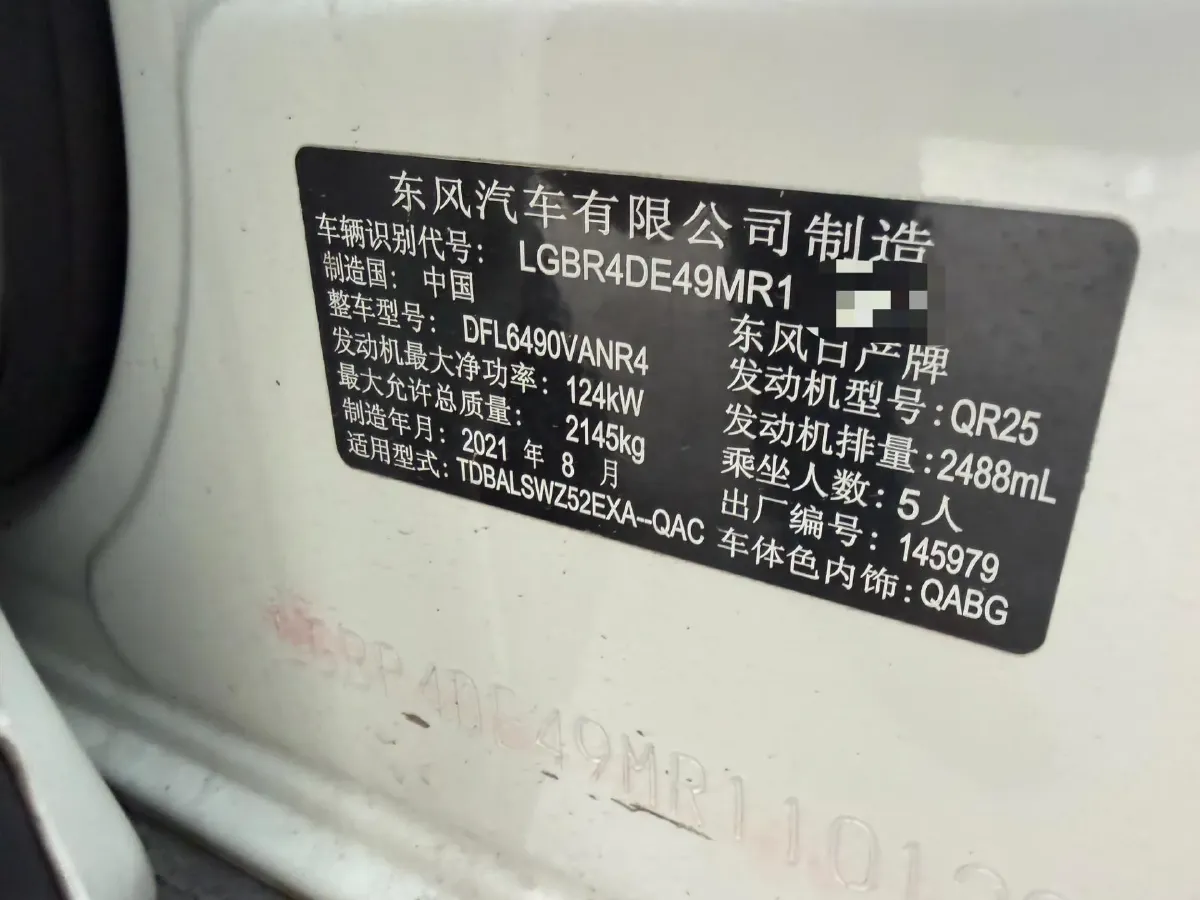 东风汽车有限公司制造
车辆识别代号: LGBR4DE49MR1
制造国: 中国 东风日产牌
整车型号: DFL6490VANR4 发动机型号:QR25
发动机最大净功率: 124kW 发动机排量:2488mL
最大允许总质量: 2145kg 乘坐人数: 5人
制造年月: 2021 年 8 月 出厂编号: 145979
适用型式: TDBALSWZ52EXA--QAC 车体色内饰:QABG
4DE49MR1101